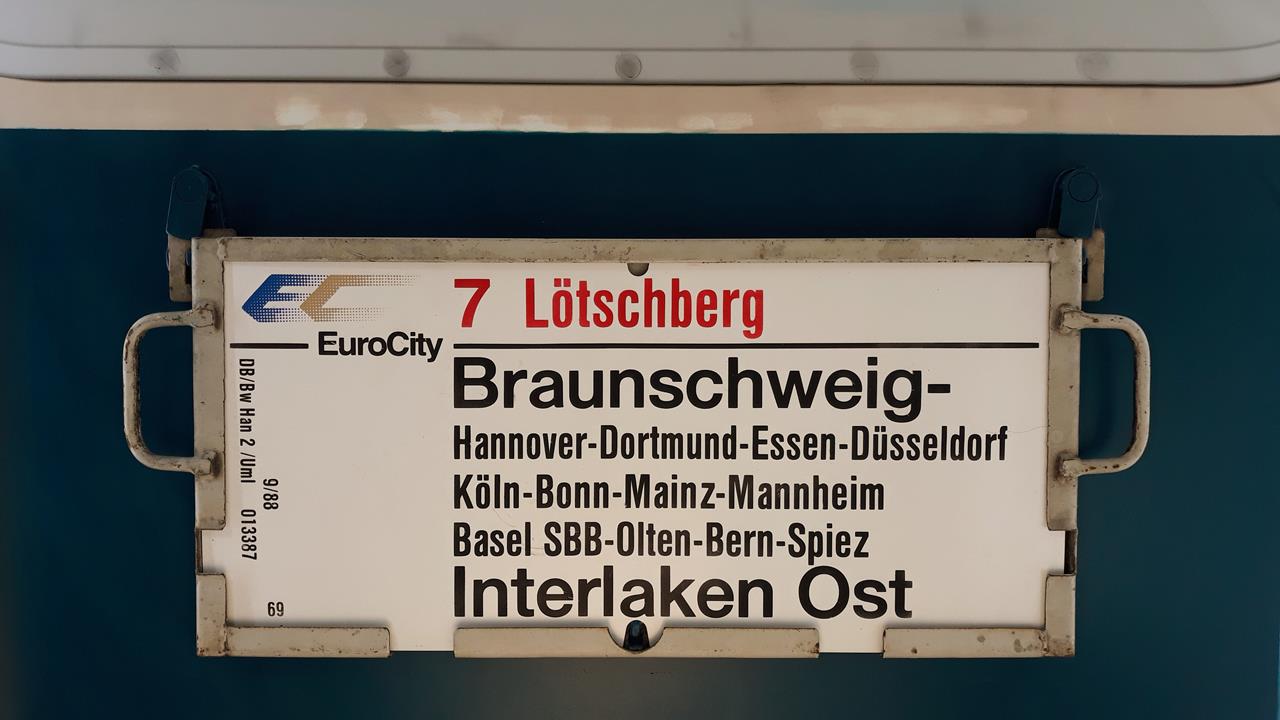 EC
EuroCity
7 Lötschberg
Braunschweig-
Hannover-Dortmund-Essen-Düsseldorf
Köln-Bonn-Mainz-Mannheim
Basel SBB-Olten-Bern-Spiez
Interlaken Ost
DB/Bw Han 2 /Uml 013387
9/88
69